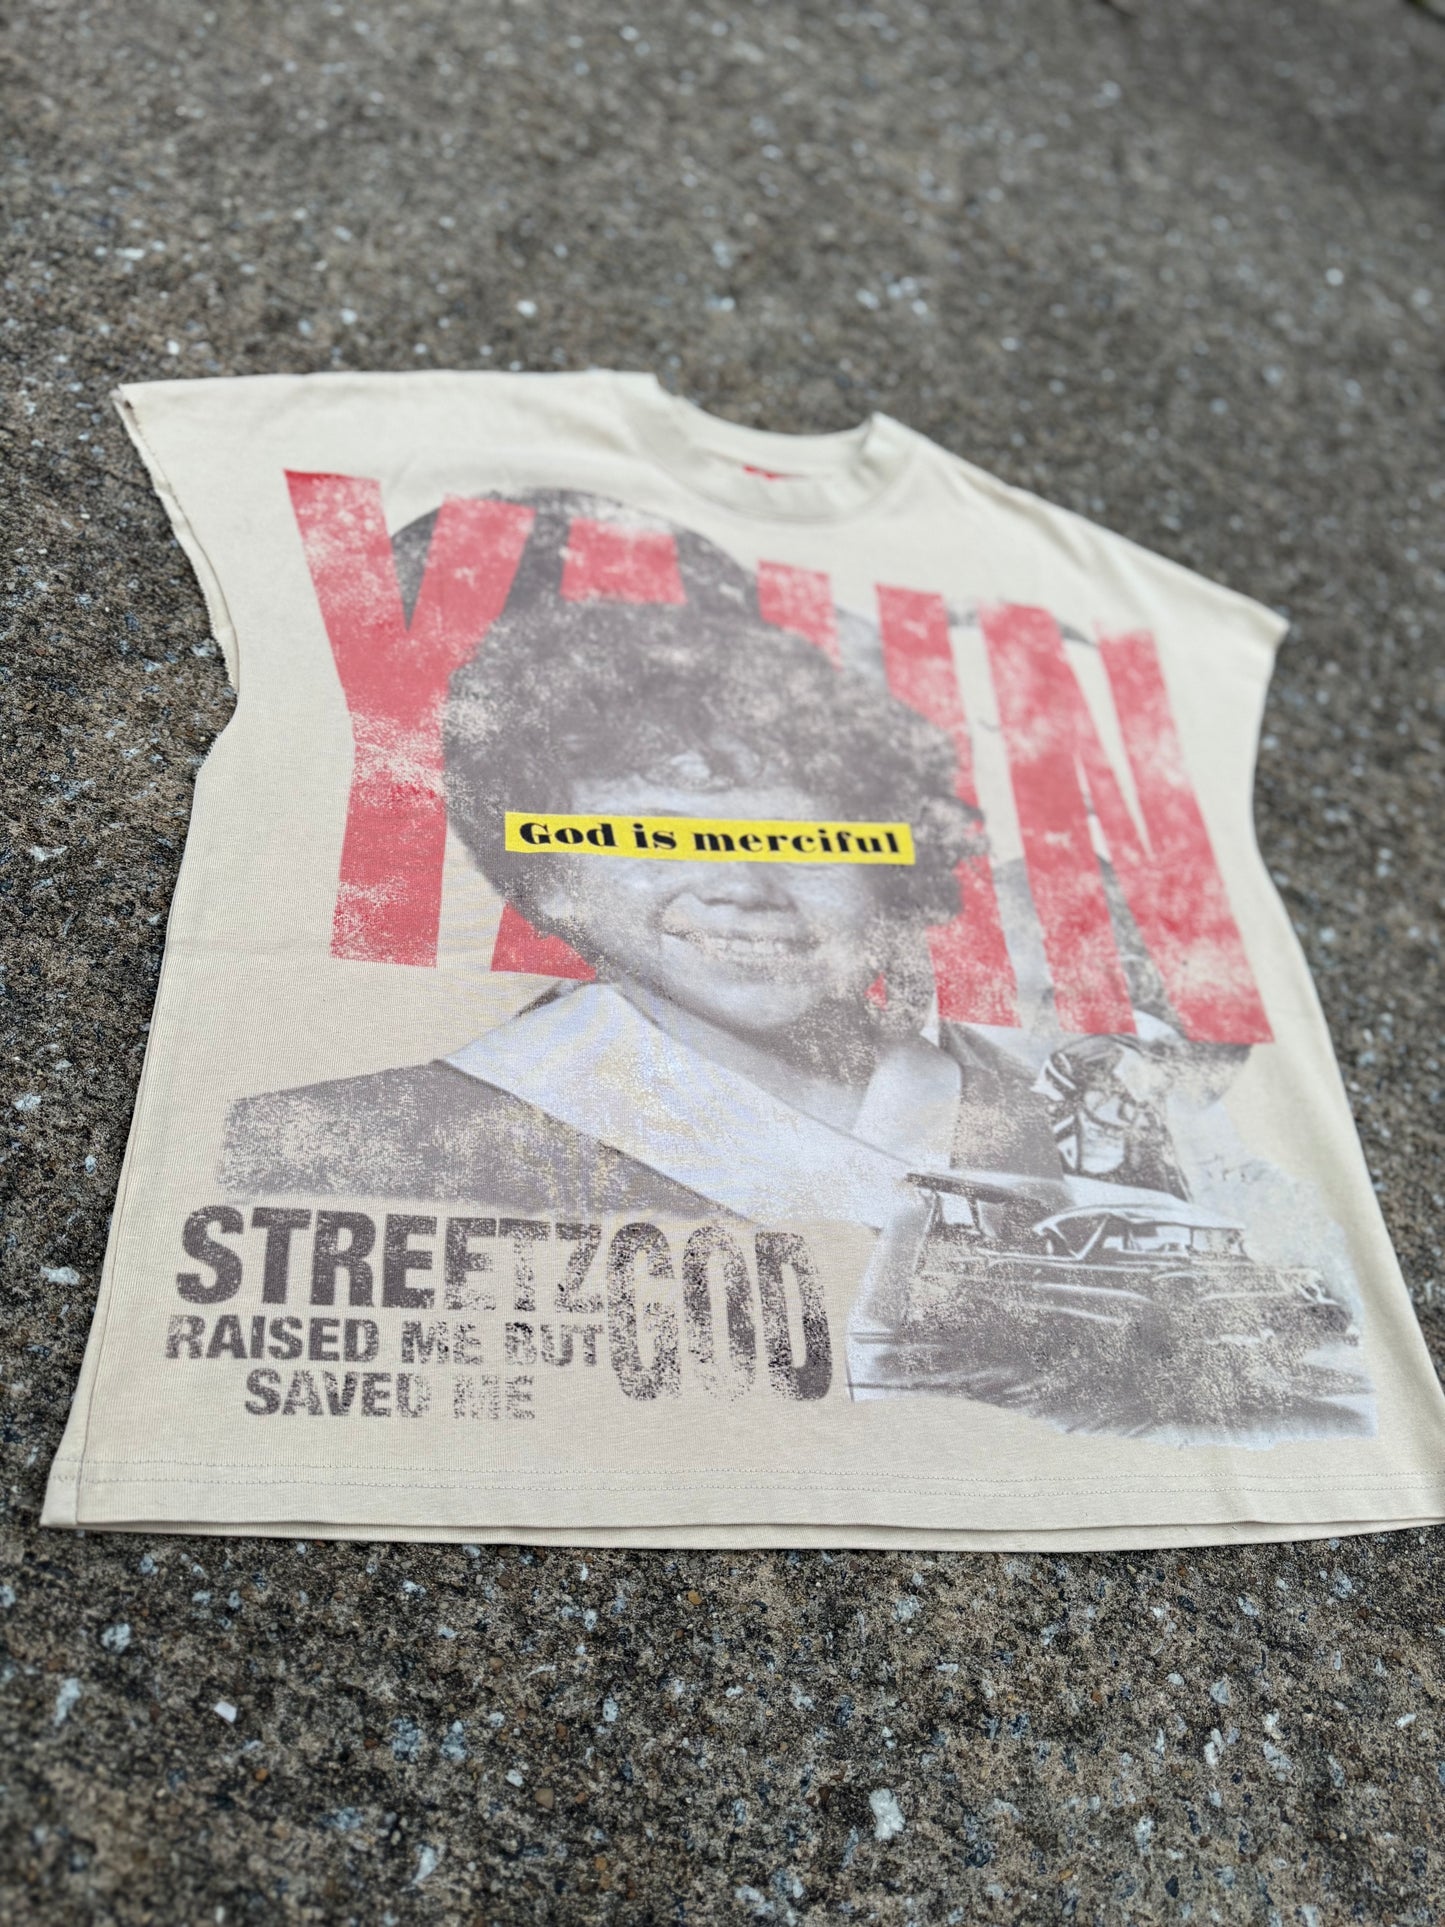 God is merciful
STREETZ GOD
RAISED ME BUT
SAVED ME